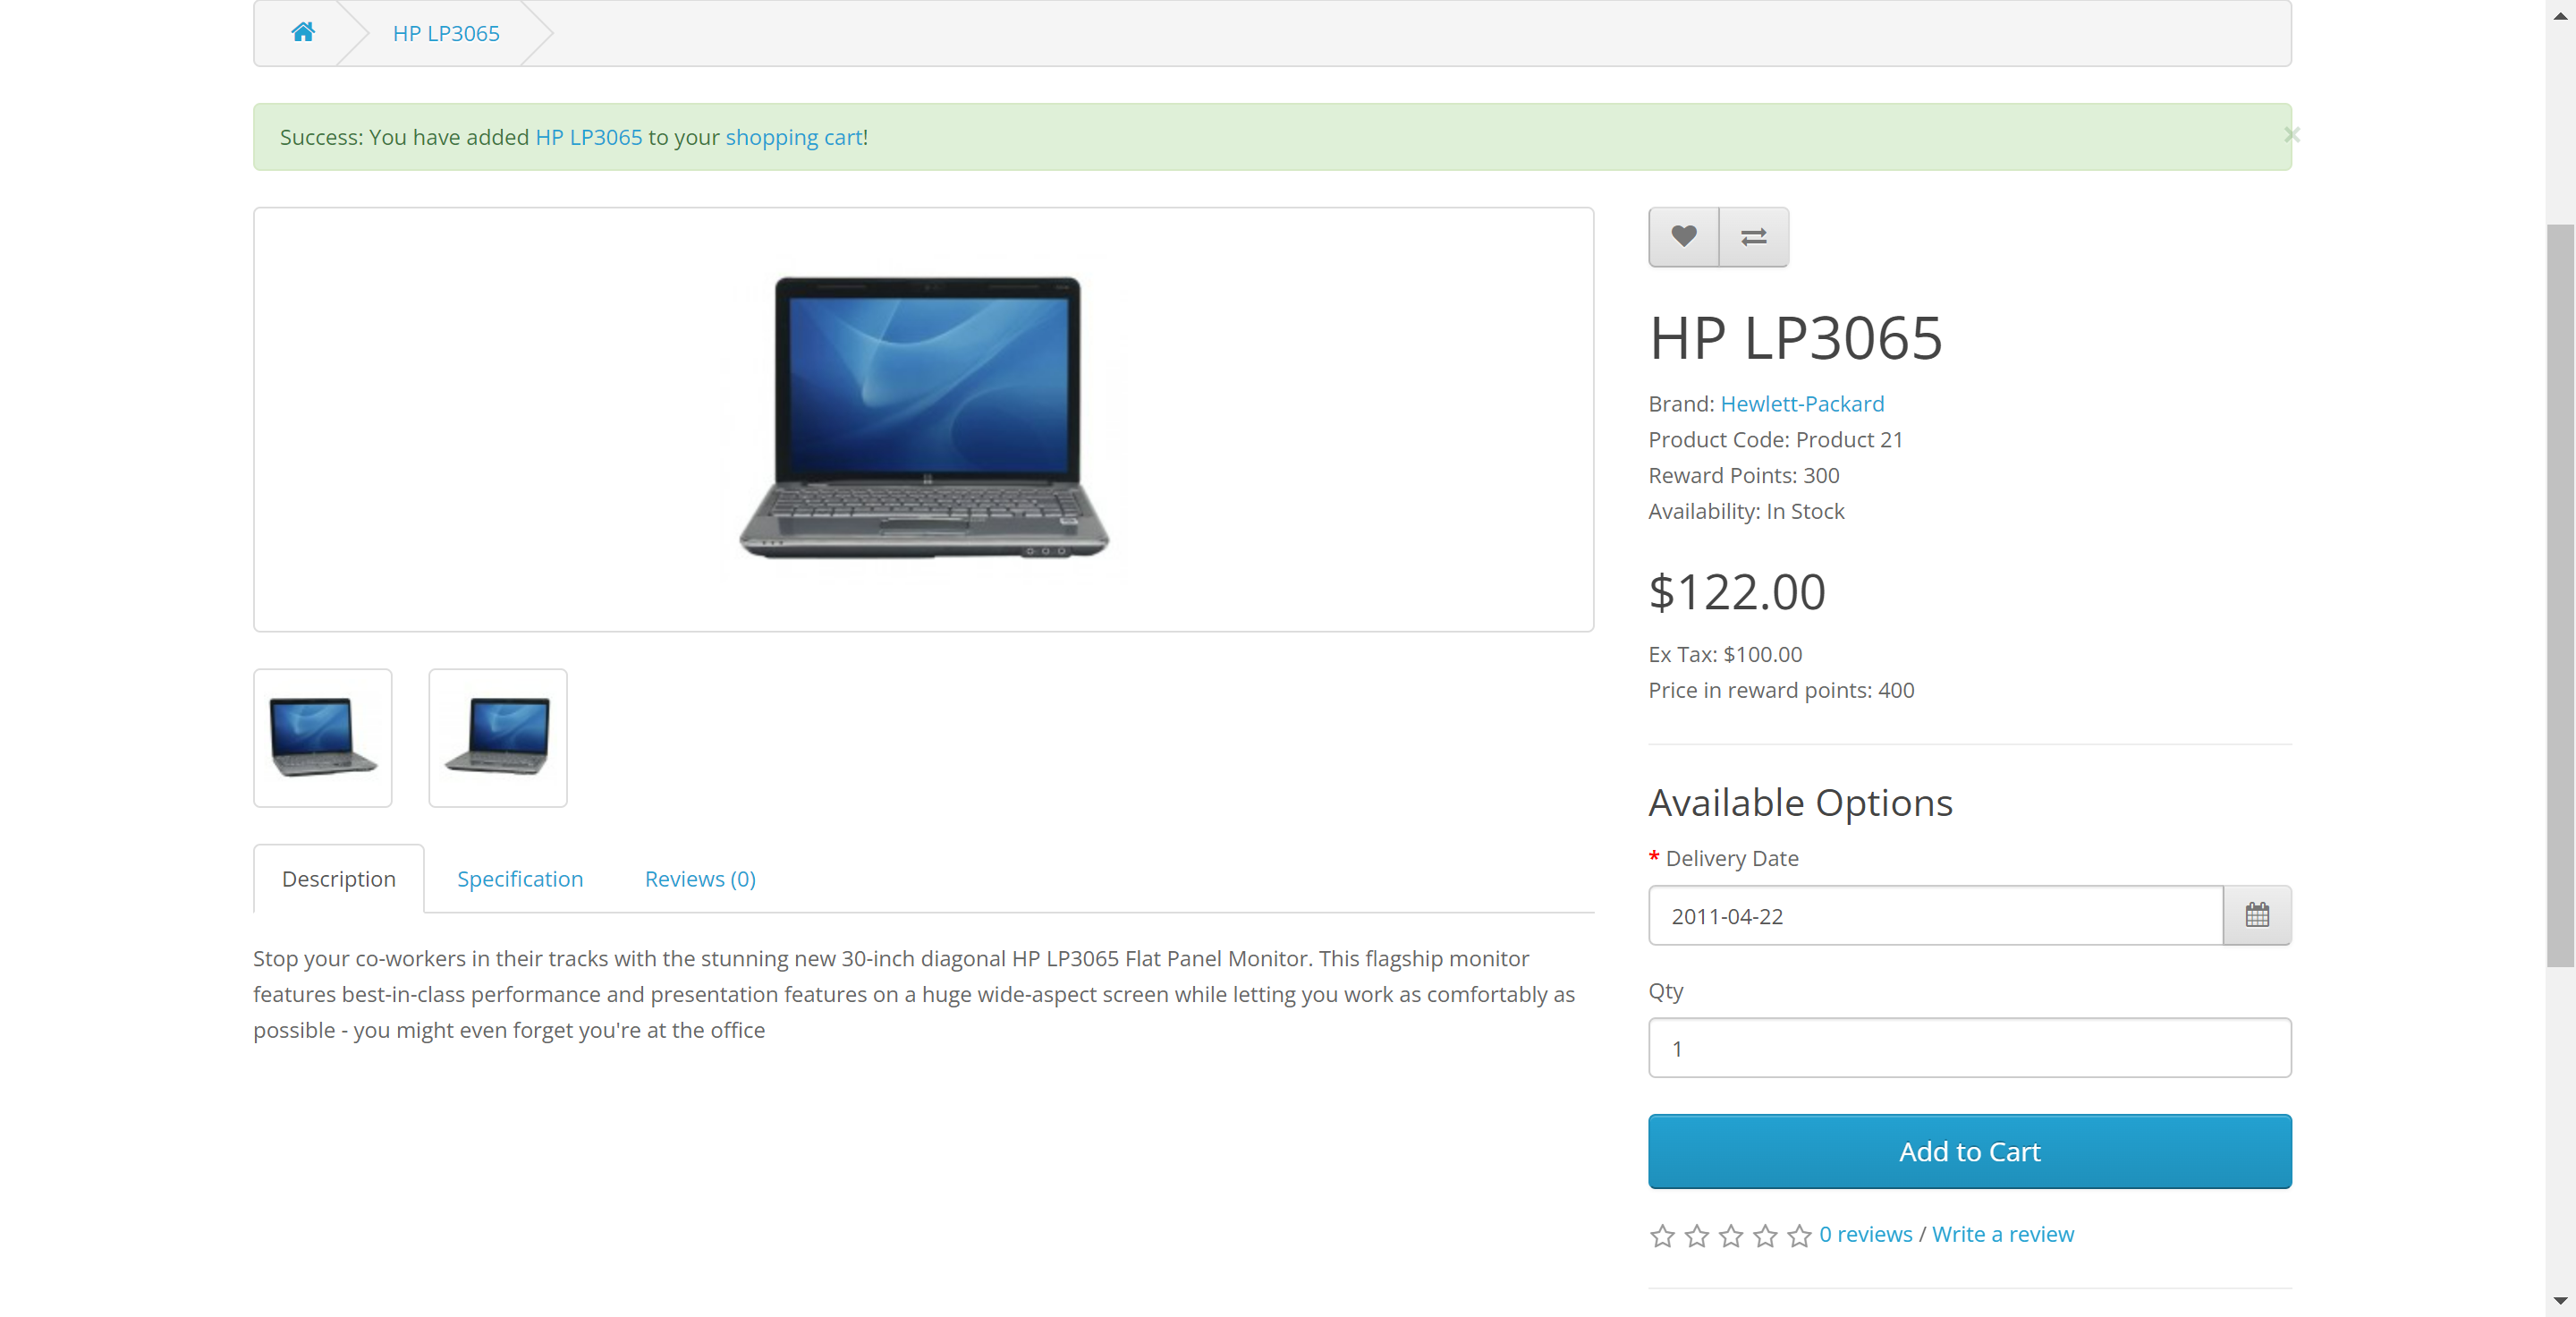 HP LP3065
Success: You have added HP LP3065 to your shopping cart!
×
HP LP3065
Brand: Hewlett-Packard
Product Code: Product 21
Reward Points: 300
Availability: In Stock
$122.00
Ex Tax: $100.00
Price in reward points: 400
Available Options
* Delivery Date
2011-04-22
Qty
1
Add to Cart
0 reviews / Write a review
Description Specification Reviews (0)
Stop your co-workers in their tracks with the stunning new 30-inch diagonal HP LP3065 Flat Panel Monitor. This flagship monitor
features best-in-class performance and presentation features on a huge wide-aspect screen while letting you work as comfortably as
possible - you might even forget you're at the office